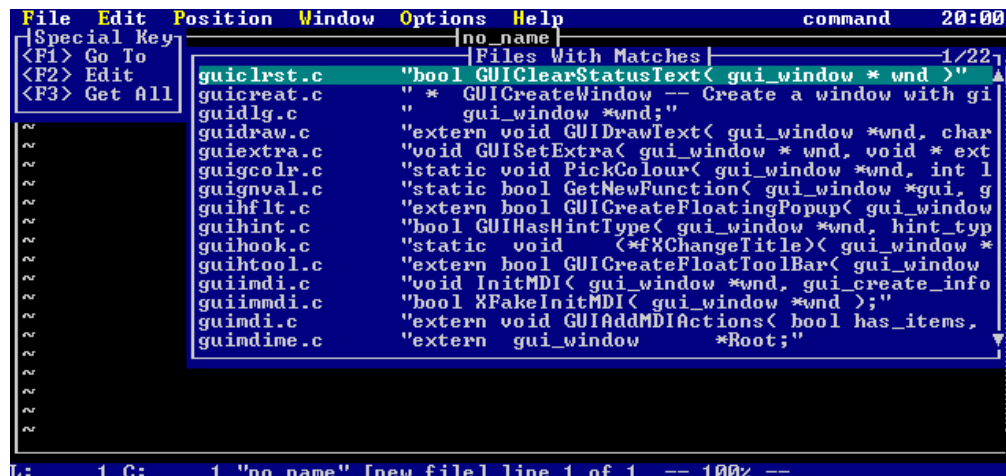 File Edit Position Window Options Help command 20:00
Special Key no_name
<F1> Go To Files With Matches 1/22
<F2> Edit guiclrst.c "bool GUIClearStatusText( gui_window * wnd )"
<F3> Get All guicreat.c " * GUICreateWindow -- Create a window with gi
guidlg.c " gui_window *wnd;"
~ guidraw.c "extern void GUIDrawText( gui_window *wnd, char
~ guiextra.c "void GUISetExtra( gui_window * wnd, void * ext
~ guigcolr.c "static void PickColour( gui_window *wnd, int l
~ guignval.c "static bool GetNewFunction( gui_window *gui, g
~ guihflt.c "extern bool GUICreateFloatingPopup( gui_window
~ guihint.c "bool GUIHasHintType( gui_window *wnd, hint_typ
~ guihook.c "static void (*fXChangeTitle)( gui_window *
~ guihtool.c "extern bool GUICreateFloatToolBar( gui_window
~ guiimdi.c "void InitMDI( gui_window *wnd, gui_create_info
~ guiimmdi.c "bool XFakeInitMDI( gui_window *wnd );"
~ guimdi.c "extern void GUIAddMDIActions( bool has_items,
~ guimdime.c "extern gui_window *Root;"
~
~
~
~
~
L: 1 C: 1 "no_name" [new file] line 1 of 1 -- 100% --